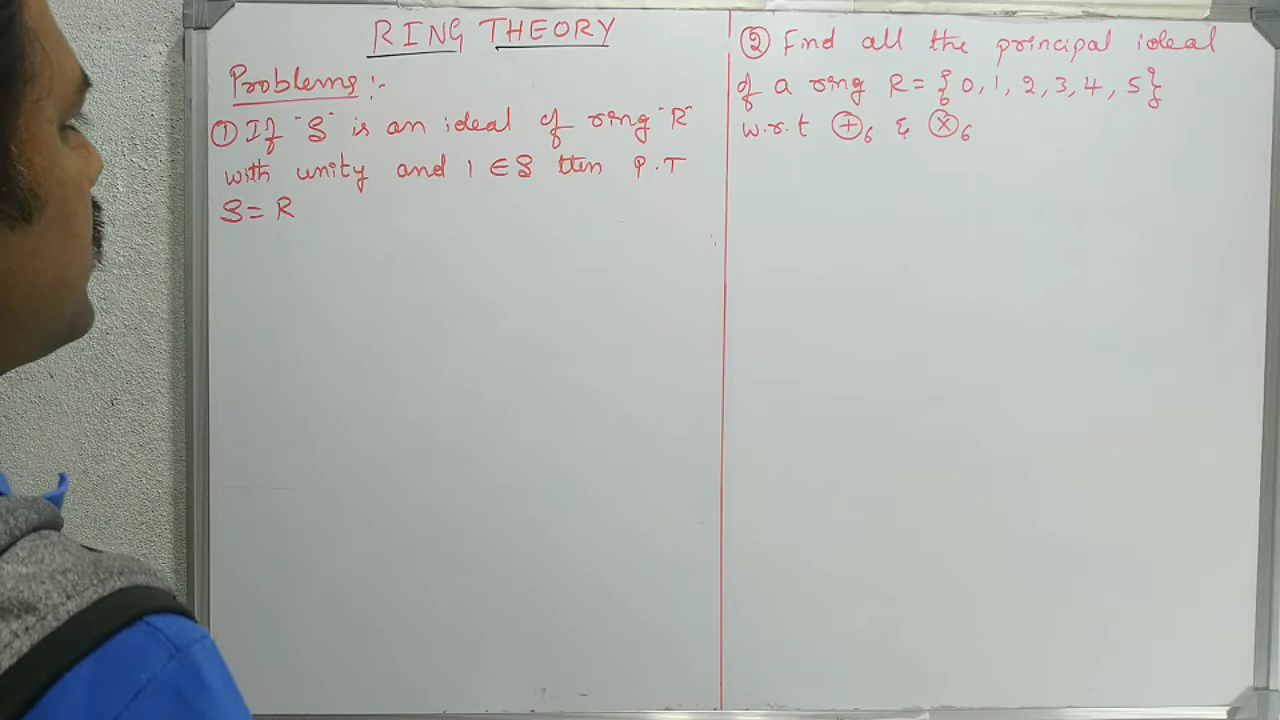 RING THEORY
Problems :-
① If "S" is an ideal of ring "R"
with unity and 1 ∈ S then P.T
S = R
② Find all the principal ideal
of a ring R = {0, 1, 2, 3, 4, 5}
w.r.t ⊕₆ & ⊗₆